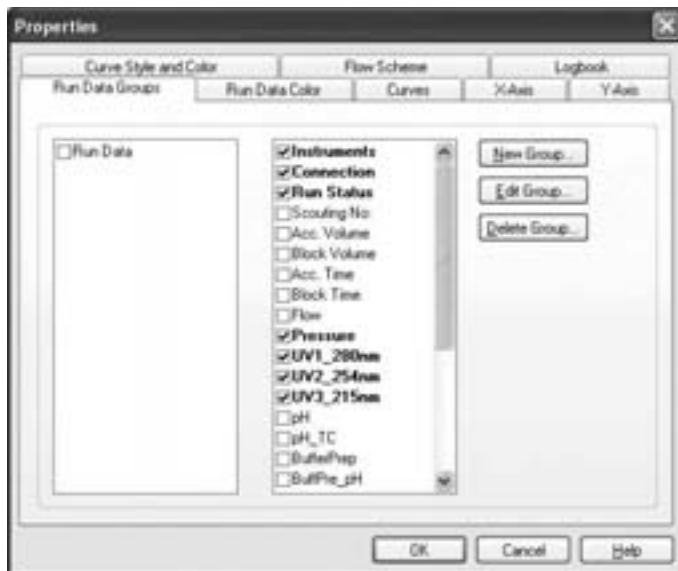 Properties
Curve Style and Color
Flow Scheme
Logbook
Run Data Groups
Run Data Color
Curves
X-Axis
Y-Axis
Run Data
Instruments
Connection
Run Status
Scouting No
Acc. Volume
Block Volume
Acc. Time
Block Time
Flow
Pressure
UV1_280nm
UV2_254nm
UV3_215nm
pH
pH_TC
BufferPrep
BuffPre_pH
New Group...
Edit Group...
Delete Group...
OK
Cancel
Help